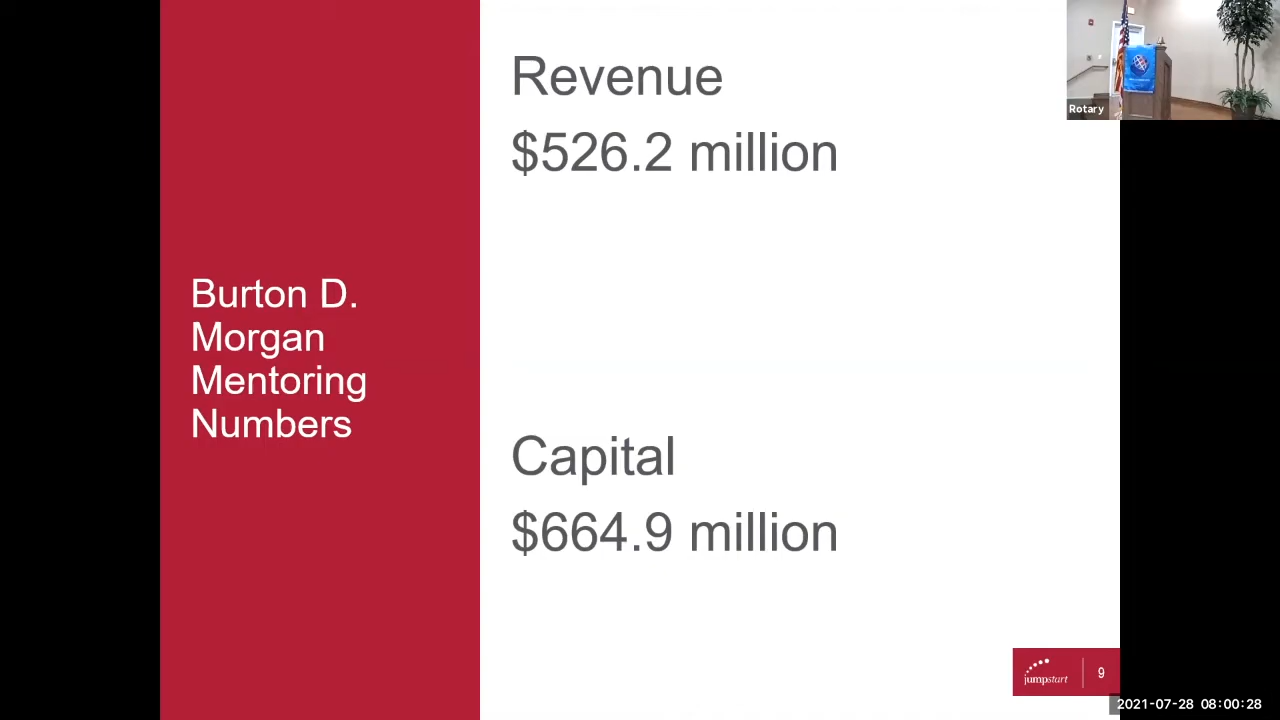 Burton D.
Morgan
Mentoring
Numbers
Revenue
$526.2 million
Capital
$664.9 million
jumpstart
9
Rotary
2021-07-28 08:00:28